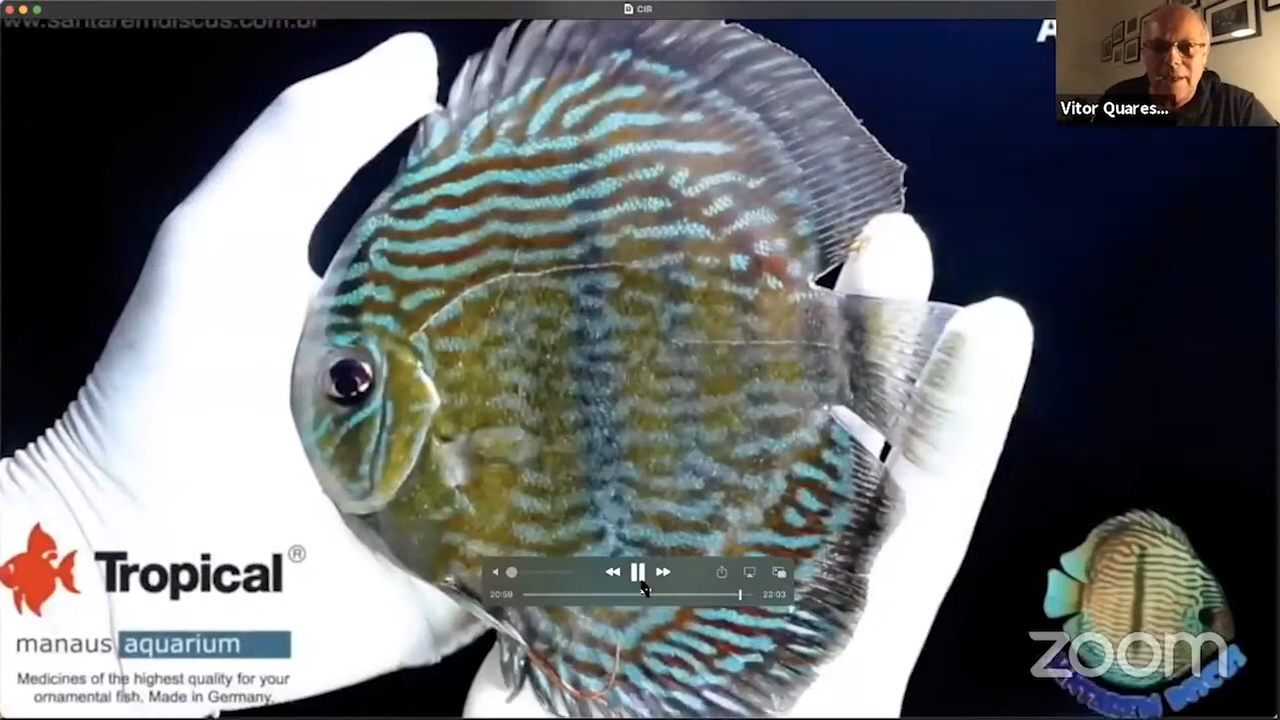 www.santaremdiscus.com.br
CIR
A
Vitor Quares...
Tropical®
manaus aquarium
Medicines of the highest quality for your
ornamental fish. Made in Germany.
20:58
22:03
zoom